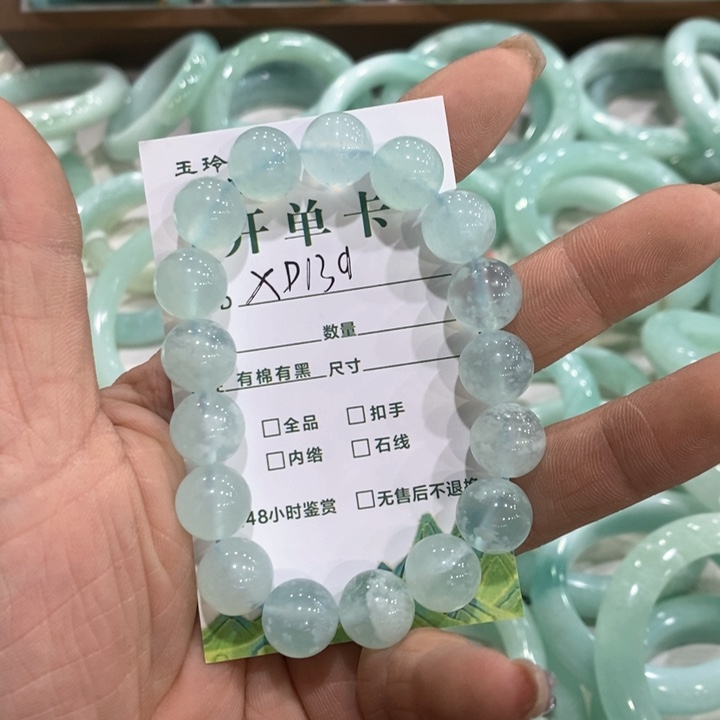 玉玲
开单卡
XD139
数量
有棉有黑 尺寸
□全品 □扣手
□内绺 □石线
48小时鉴赏 □无售后不退换